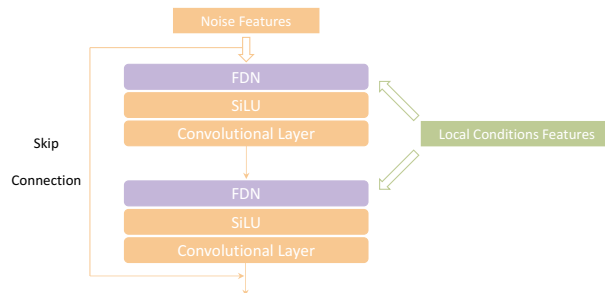 Noise Features
FDN
SiLU
Convolutional Layer
Local Conditions Features
Skip
Connection
FDN
SiLU
Convolutional Layer